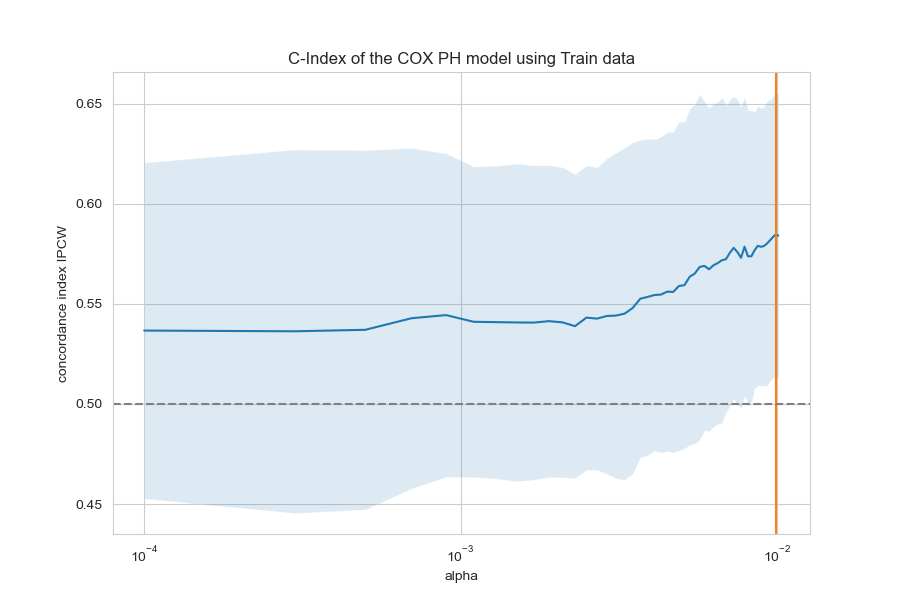 C-Index of the COX PH model using Train data
concordance index IPCW
0.65
0.60
0.55
0.50
0.45
10⁻⁴
10⁻³
10⁻²
alpha